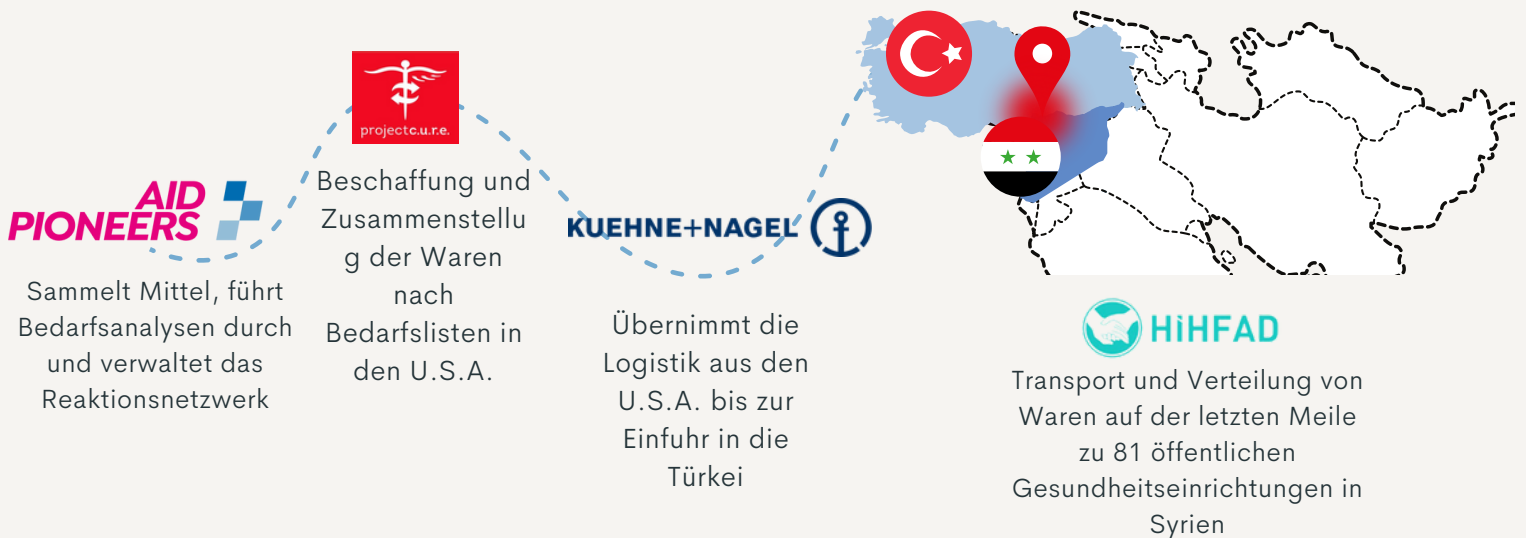 AID
PIONEERS
Sammelt Mittel, führt
Bedarfsanalysen durch
und verwaltet das
Reaktionsnetzwerk
projectc.u.r.e.
Beschaffung und
Zusammenstellu
g der Waren
nach
Bedarfslisten in
den U.S.A.
KUEHNE+NAGEL
Übernimmt die
Logistik aus den
U.S.A. bis zur
Einfuhr in die
Türkei
HiHFAD
Transport und Verteilung von
Waren auf der letzten Meile
zu 81 öffentlichen
Gesundheitseinrichtungen in
Syrien